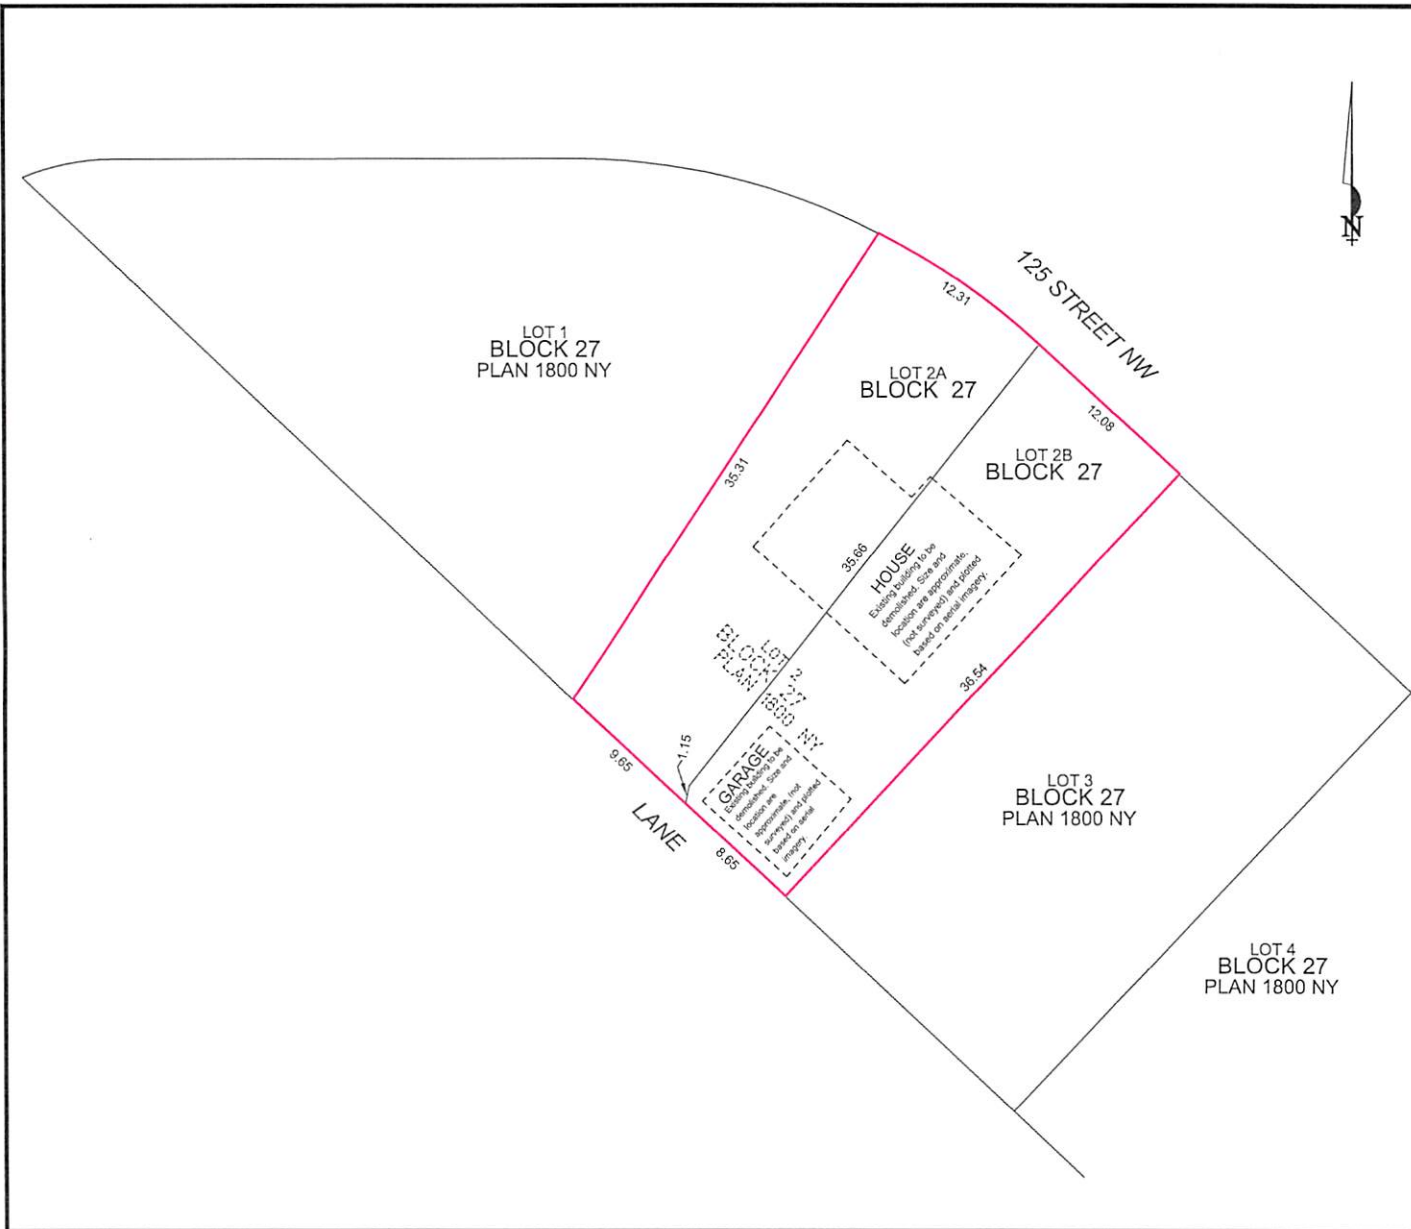 N
125 STREET NW
12.31
LOT 1
BLOCK 27
PLAN 1800 NY
LOT 2A
BLOCK 27
12.08
LOT 2B
BLOCK 27
35.31
35.66
HOUSE
Existing building to be
demolished. Size and
location are approximate.
(not surveyed) and plotted
based on aerial imagery.
LOT 2
BLOCK 27
PLAN 1800 NY
36.54
1.15
9.65
GARAGE
Existing building to be
demolished. Size and
location are
approximate. (not
surveyed) and plotted
based on aerial
imagery.
LANE
8.65
LOT 3
BLOCK 27
PLAN 1800 NY
LOT 4
BLOCK 27
PLAN 1800 NY